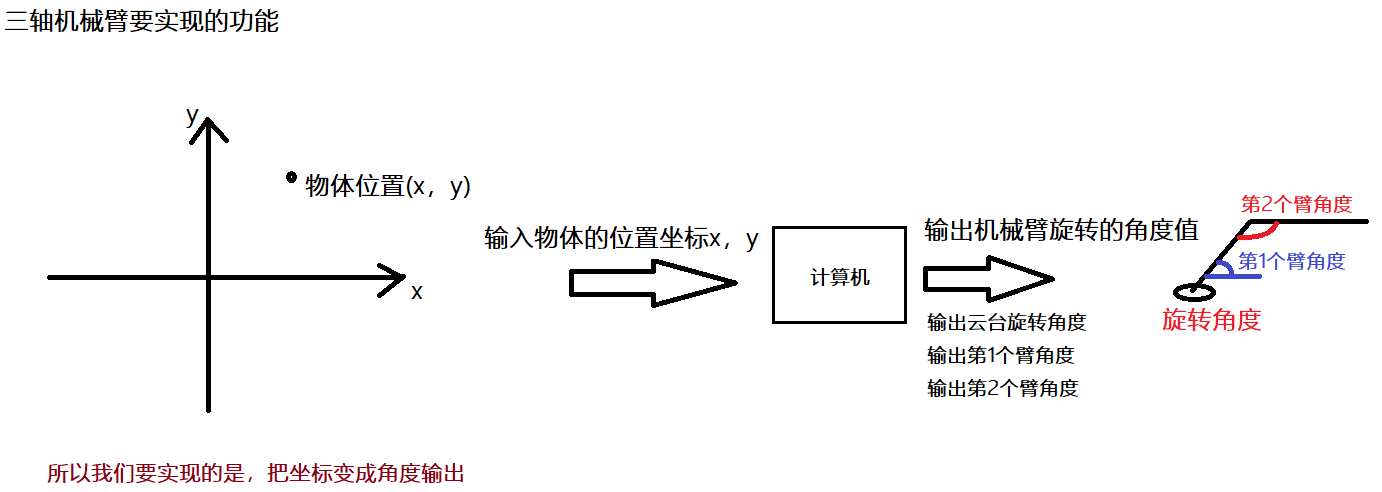 三轴机械臂要实现的功能
y
物体位置(x，y)
x
输入物体的位置坐标x，y
计算机
输出机械臂旋转的角度值
输出云台旋转角度
输出第1个臂角度
输出第2个臂角度
第2个臂角度
第1个臂角度
旋转角度
所以我们要实现的是，把坐标变成角度输出